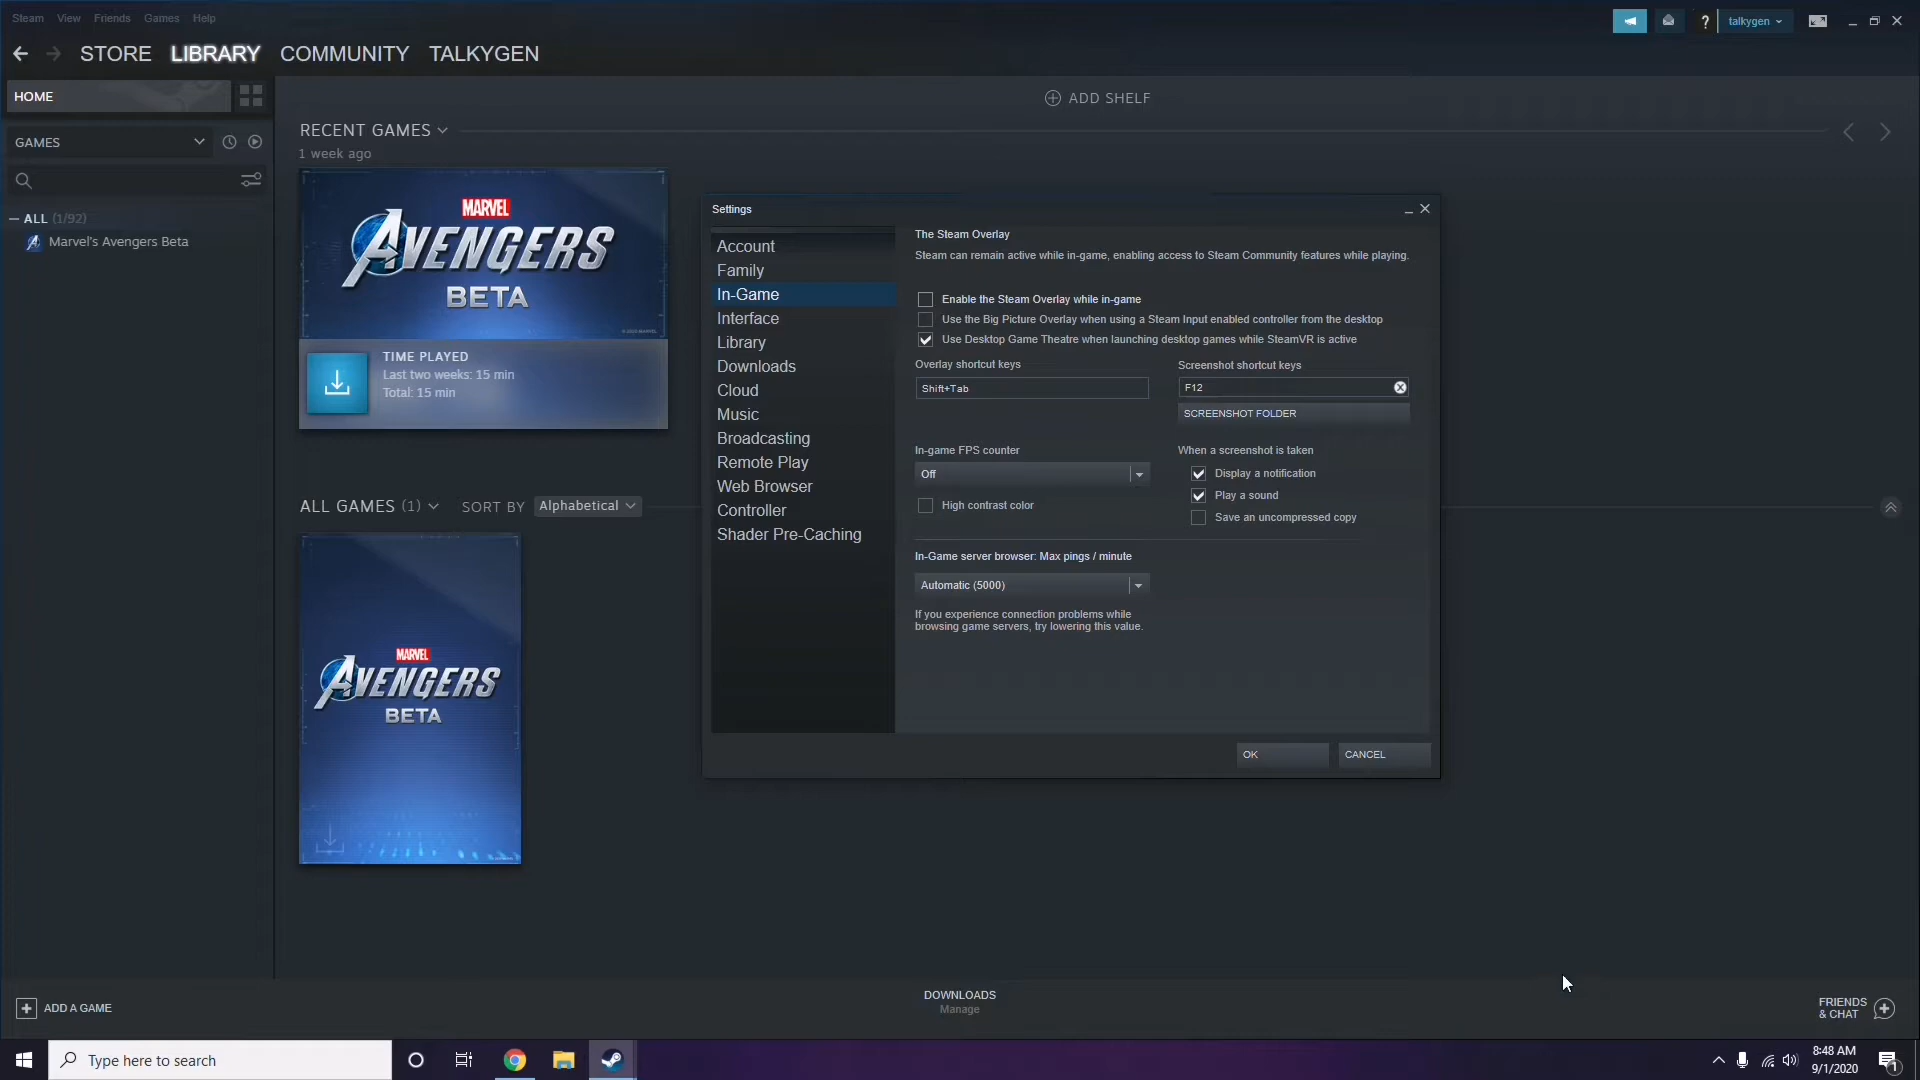 Steam View Friends Games Help
talkygen
STORE LIBRARY COMMUNITY TALKYGEN
HOME
ADD SHELF
GAMES
RECENT GAMES
1 week ago
ALL (1/92)
Marvel's Avengers Beta
MARVEL
AVENGERS
BETA
TIME PLAYED
Last two weeks: 15 min
Total: 15 min
ALL GAMES (1) SORT BY Alphabetical
MARVEL
AVENGERS
BETA
Settings
Account
Family
In-Game
Interface
Library
Downloads
Cloud
Music
Broadcasting
Remote Play
Web Browser
Controller
Shader Pre-Caching
The Steam Overlay
Steam can remain active while in-game, enabling access to Steam Community features while playing.
Enable the Steam Overlay while in-game
Use the Big Picture Overlay when using a Steam Input enabled controller from the desktop
Use Desktop Game Theatre when launching desktop games while SteamVR is active
Overlay shortcut keys
Shift+Tab
Screenshot shortcut keys
F12
SCREENSHOT FOLDER
In-game FPS counter
Off
High contrast color
When a screenshot is taken
Display a notification
Play a sound
Save an uncompressed copy
In-Game server browser: Max pings / minute
Automatic (5000)
If you experience connection problems while
browsing game servers, try lowering this value.
OK CANCEL
ADD A GAME
DOWNLOADS
Manage
FRIENDS
& CHAT
Type here to search
8:48 AM
9/1/2020
1